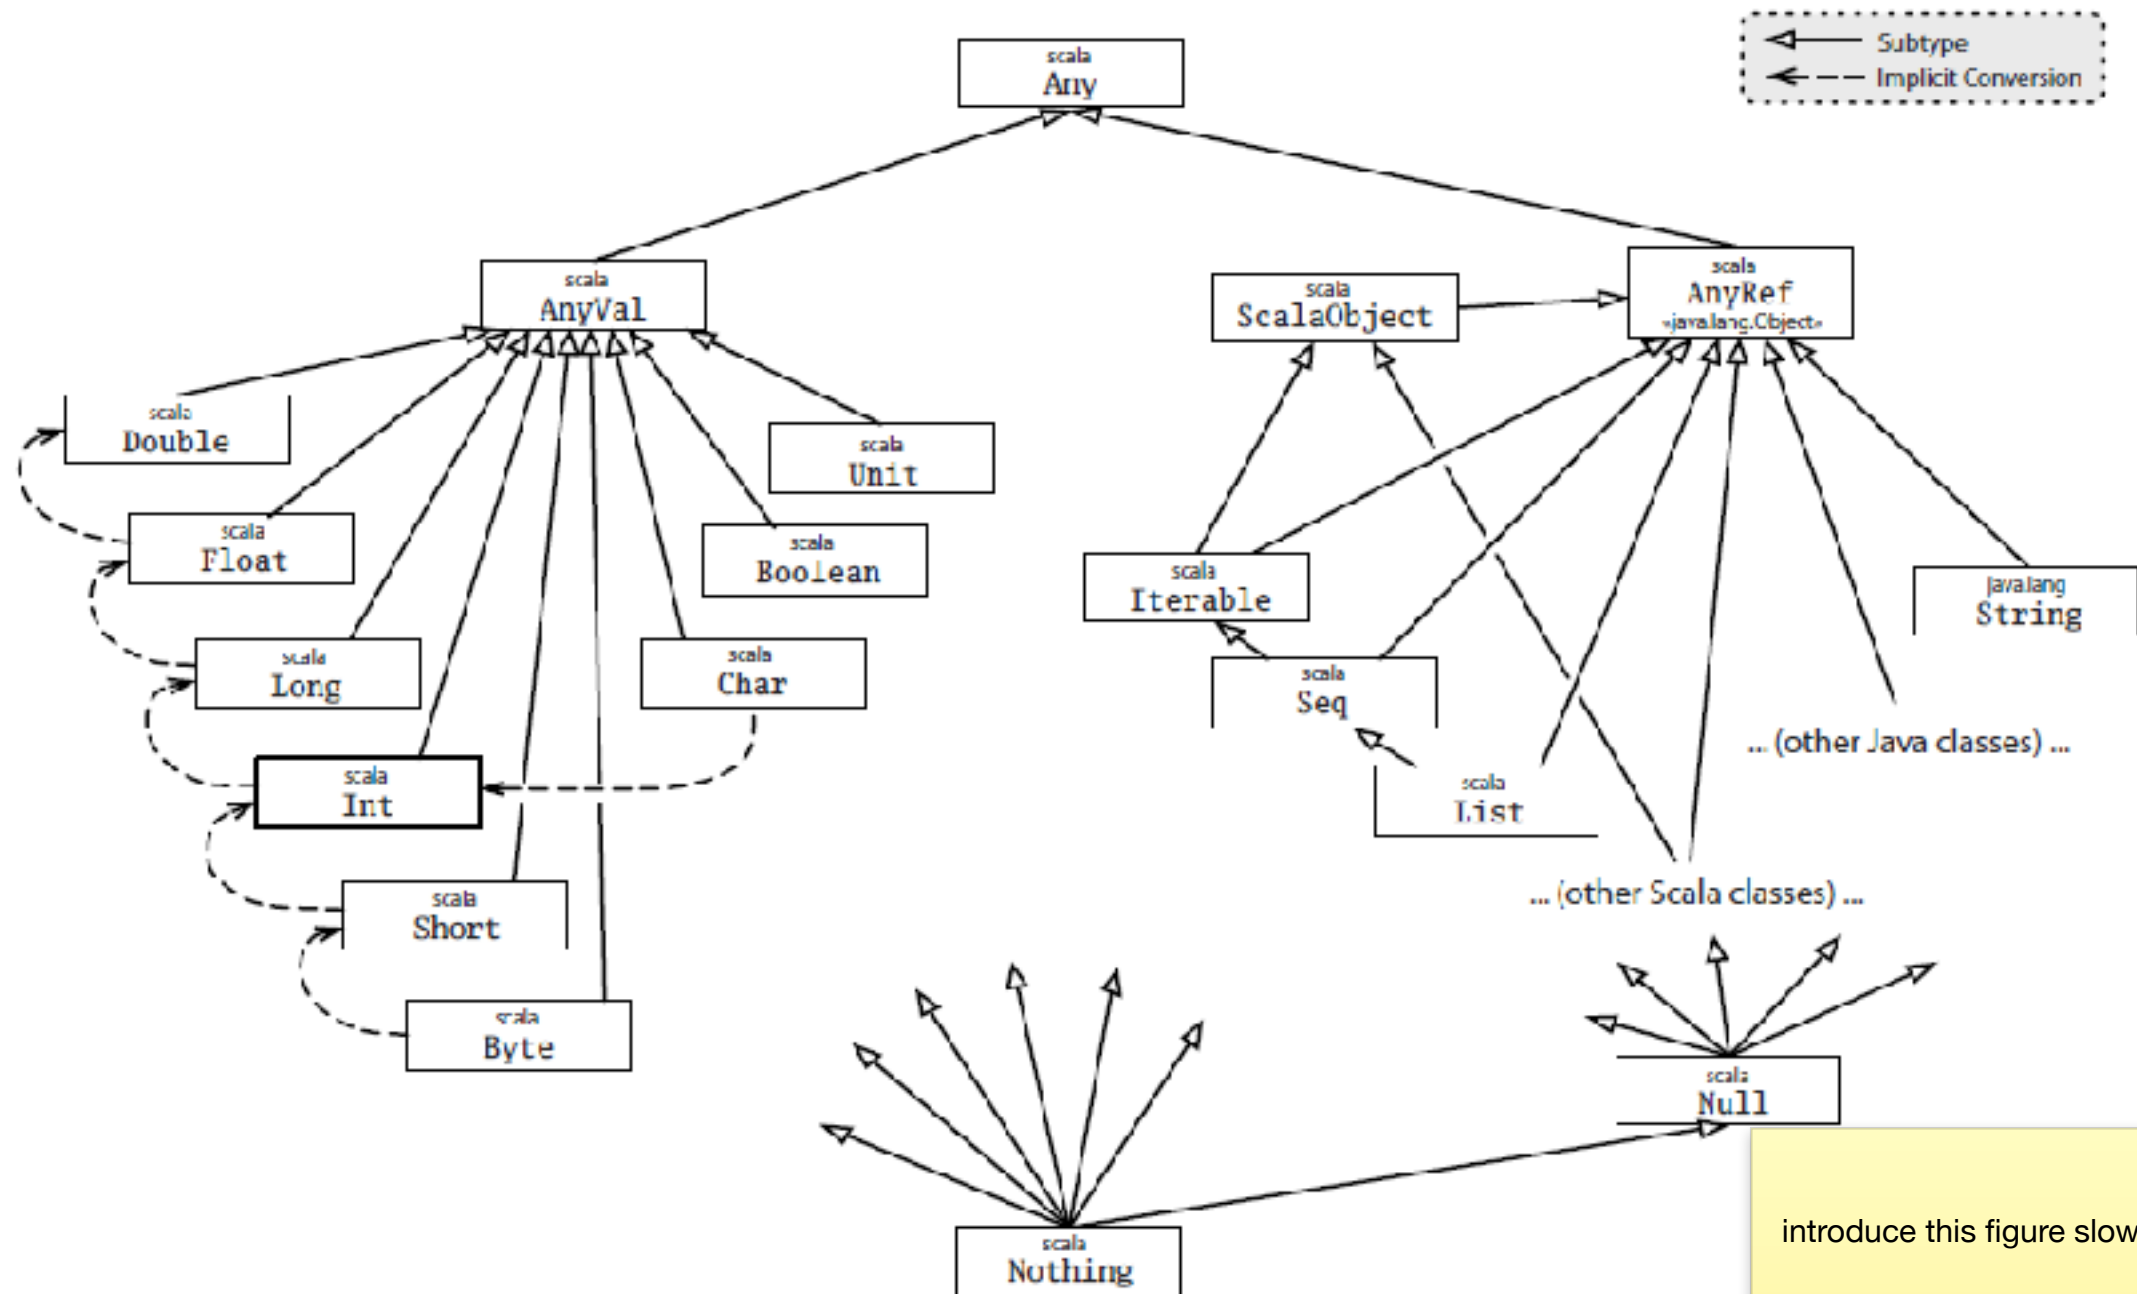 scala
Any
Subtype
Implicit Conversion
scala
AnyVal
scala
ScalaObject
scala
AnyRef
«java.lang.Object»
scala
Double
scala
Unit
scala
Float
scala
Boolean
scala
Iterable
java.lang
String
scala
Long
scala
Char
scala
Seq
... (other Java classes) ...
scala
Int
scala
List
scala
Short
... (other Scala classes) ...
scala
Byte
scala
Null
scala
Nothing
introduce this figure slow